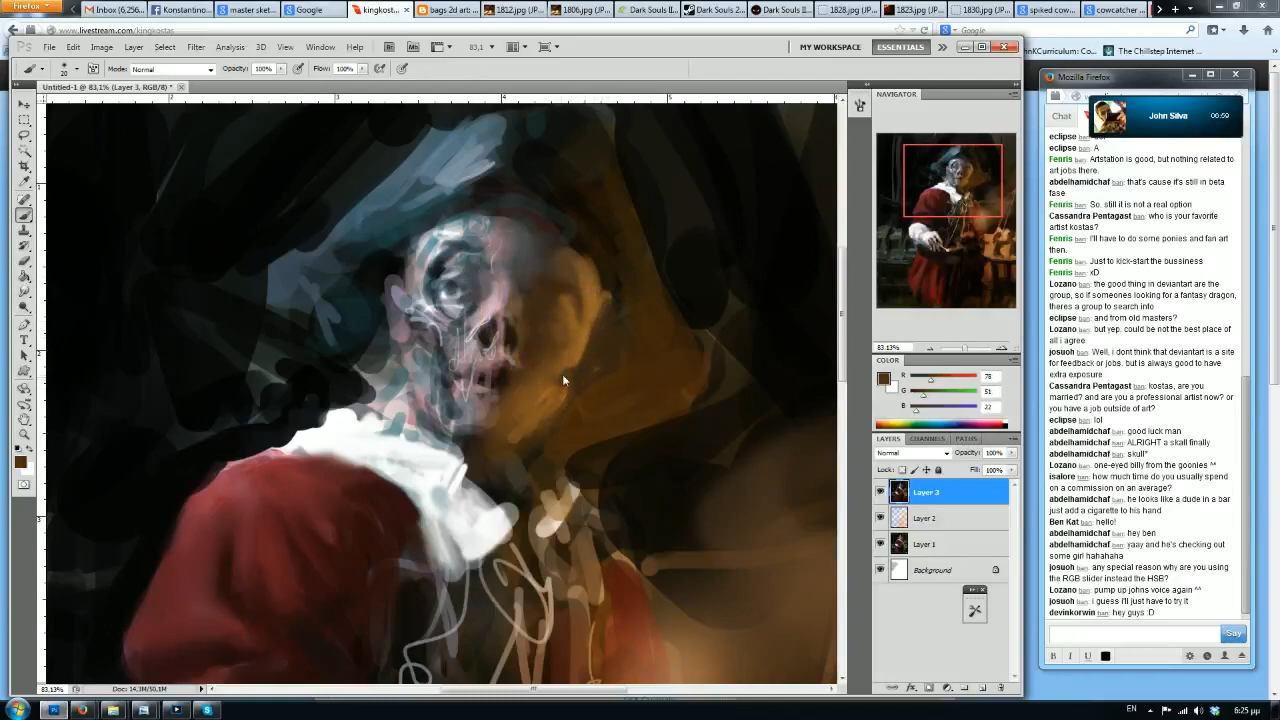 Firefox
Inbox (6,256...
Konstantino...
master sket...
Google
kingkost...
bags 2d art: ...
1812.jpg (JP...
1806.jpg (JP...
Dark Souls II...
Dark Souls 2...
Dark Souls II...
1828.jpg (JP...
1823.jpg (JP...
1830.jpg (JP...
spiked cow...
cowcatcher ...
www.livestream.com/kingkostas
Google
File Edit Image Layer Select Filter Analysis 3D View Window Help
83,1
MY WORKSPACE
ESSENTIALS
20
Mode: Normal
Opacity: 100%
Flow: 100%
Untitled-1 @ 83,1% (Layer 3, RGB/8) *
2 3 4 5
NAVIGATOR
83.13%
COLOR
R 78
G 51
B 22
LAYERS CHANNELS PATHS
Normal
Opacity: 100%
Lock:
Fill: 100%
Layer 3
Layer 2
Layer 1
Background
83,13%
Doc: 14,3M/50,1M
hnKCurriculum: Co...
The Chillstep Internet ...
Mozilla Firefox
Chat
John Silva
06:59
eclipse ban:
eclipse ban: A
Fenris ban: Artstation is good, but nothing related to
art jobs there.
abdelhamidchaf ban: that's cause it's still in beta
fase
Fenris ban: So, still it is not a real option
Cassandra Pentagast ban: who is your favorite
artist kostas?
Fenris ban: I'll have to do some ponies and fan art
then.
Fenris ban: Just to kick-start the bussiness
Fenris ban: xD
Lozano ban: the good thing in deviantart are the
group, so if someones looking for a fantasy dragon,
theres a group to search info
eclipse ban: and from old masters?
Lozano ban: but yep, could be not the best place of
all i agree
josuoh ban: Well, i dont think that deviantart is a
site for feedback or jobs. but is a good place to have
extra exposure
Cassandra Pentagast ban: kostas, are you
married? and are you a professional artist now? or
you have a job outside of art?
eclipse ban: lol
abdelhamidchaf ban: good luck man
abdelhamidchaf ban: ALRIGHT a skall finally
abdelhamidchaf ban: skull*
Lozano ban: one-eyed billy from the goonies ^^
isalore ban: how much time do you usually spend
on a commission on an average?
abdelhamidchaf ban: he looks like a dude in a bar
just add a cigarette to his hand
Ben Kat ban: hello!
abdelhamidchaf ban: hey ben
abdelhamidchaf ban: yaay and he's checking out
some girl hahahaha
josuoh ban: any special reason why are you using
the RGB slider instead the HSB?
Lozano ban: pump up johns voice again ^^
josuoh ban: i guess i'll just have to try it
devinkorwin ban: hey guys :D
Say
B I U
EN
6:25 μμ